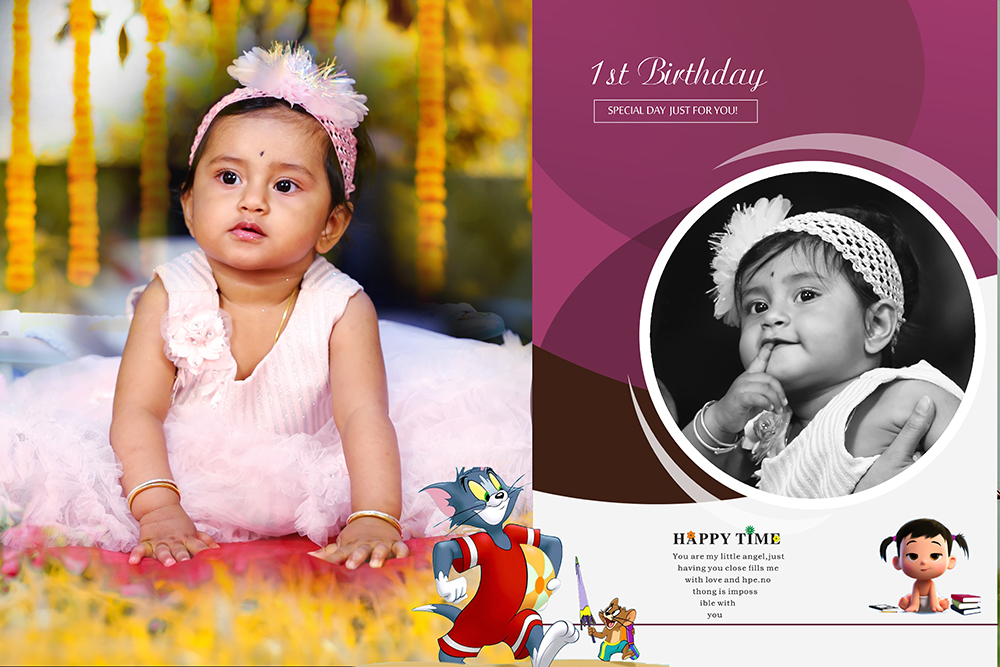 1st Birthday
SPECIAL DAY JUST FOR YOU!
HAPPY TIME
You are my little angel,just
having you close fills me
with love and hpe.no
thong is imposs
ible with
you